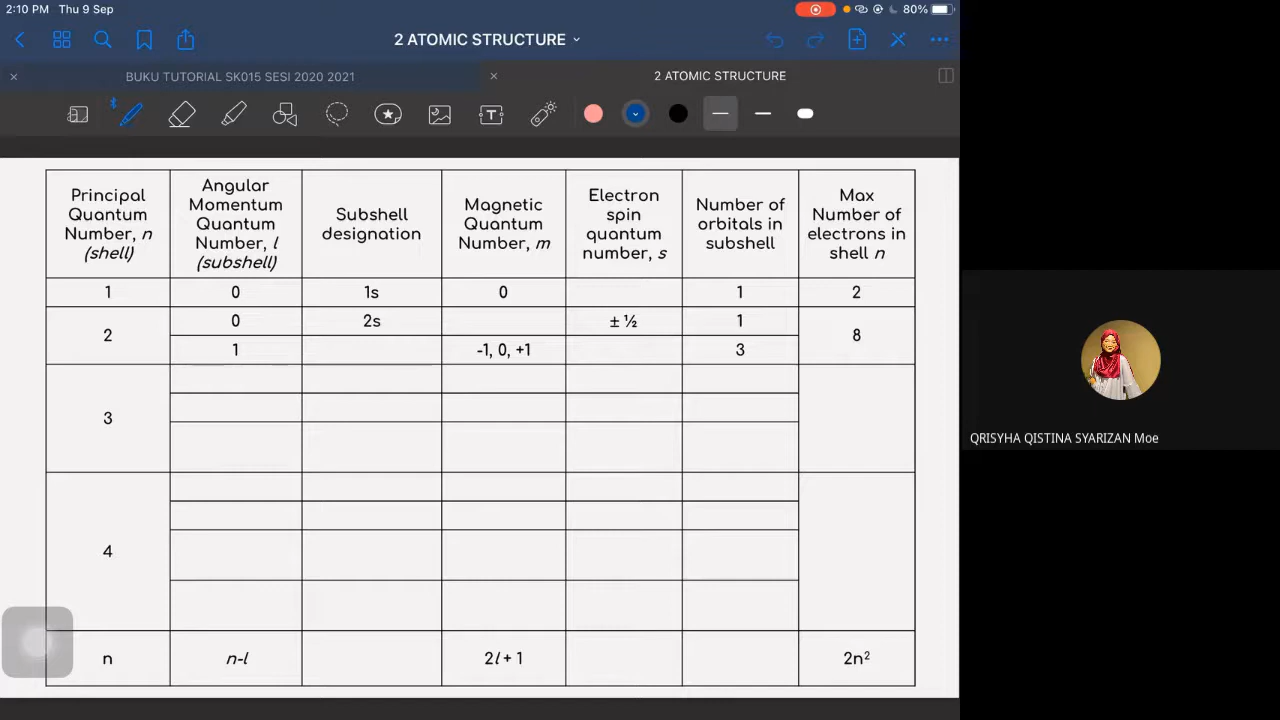 2:10 PM Thu 9 Sep
80%
2 ATOMIC STRUCTURE
BUKU TUTORIAL SK015 SESI 2020 2021
2 ATOMIC STRUCTURE
T
Principal
Quantum
Number, n
(shell)
Angular
Momentum
Quantum
Number, l
(subshell)
Subshell
designation
Magnetic
Quantum
Number, m
Electron
spin
quantum
number, s
Number of
orbitals in
subshell
Max
Number of
electrons in
shell n
1 0 1s 0 1 2
2 0 2s ± ½ 1 8
1 -1, 0, +1 3
3
4
n n-l 2l + 1 2n²
QRISYHA QISTINA SYARIZAN Moe